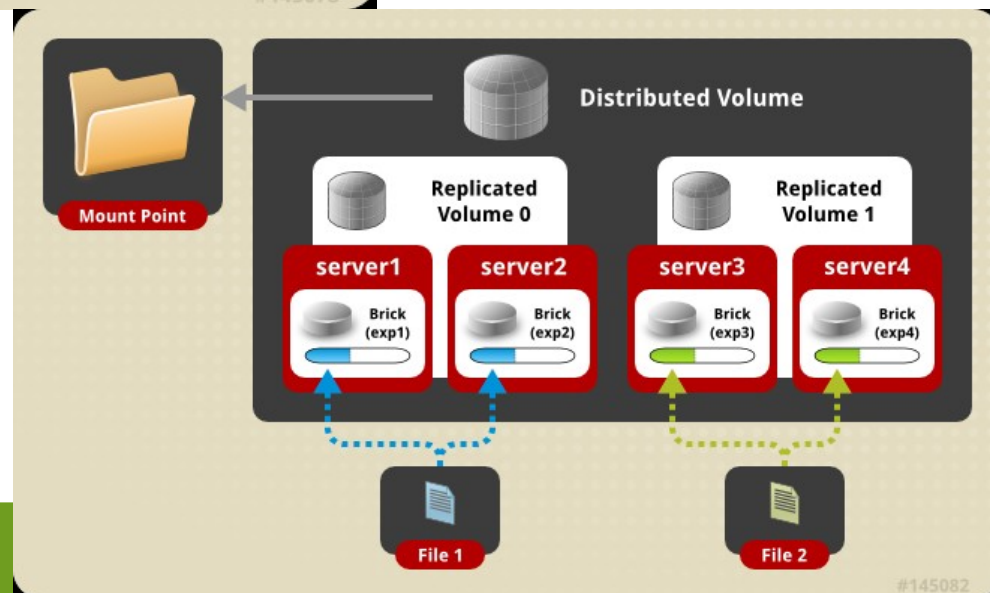 Distributed Volume
Mount Point
Replicated
Volume 0
Replicated
Volume 1
server1
server2
server3
server4
Brick
(exp1)
Brick
(exp2)
Brick
(exp3)
Brick
(exp4)
File 1
File 2
#145082